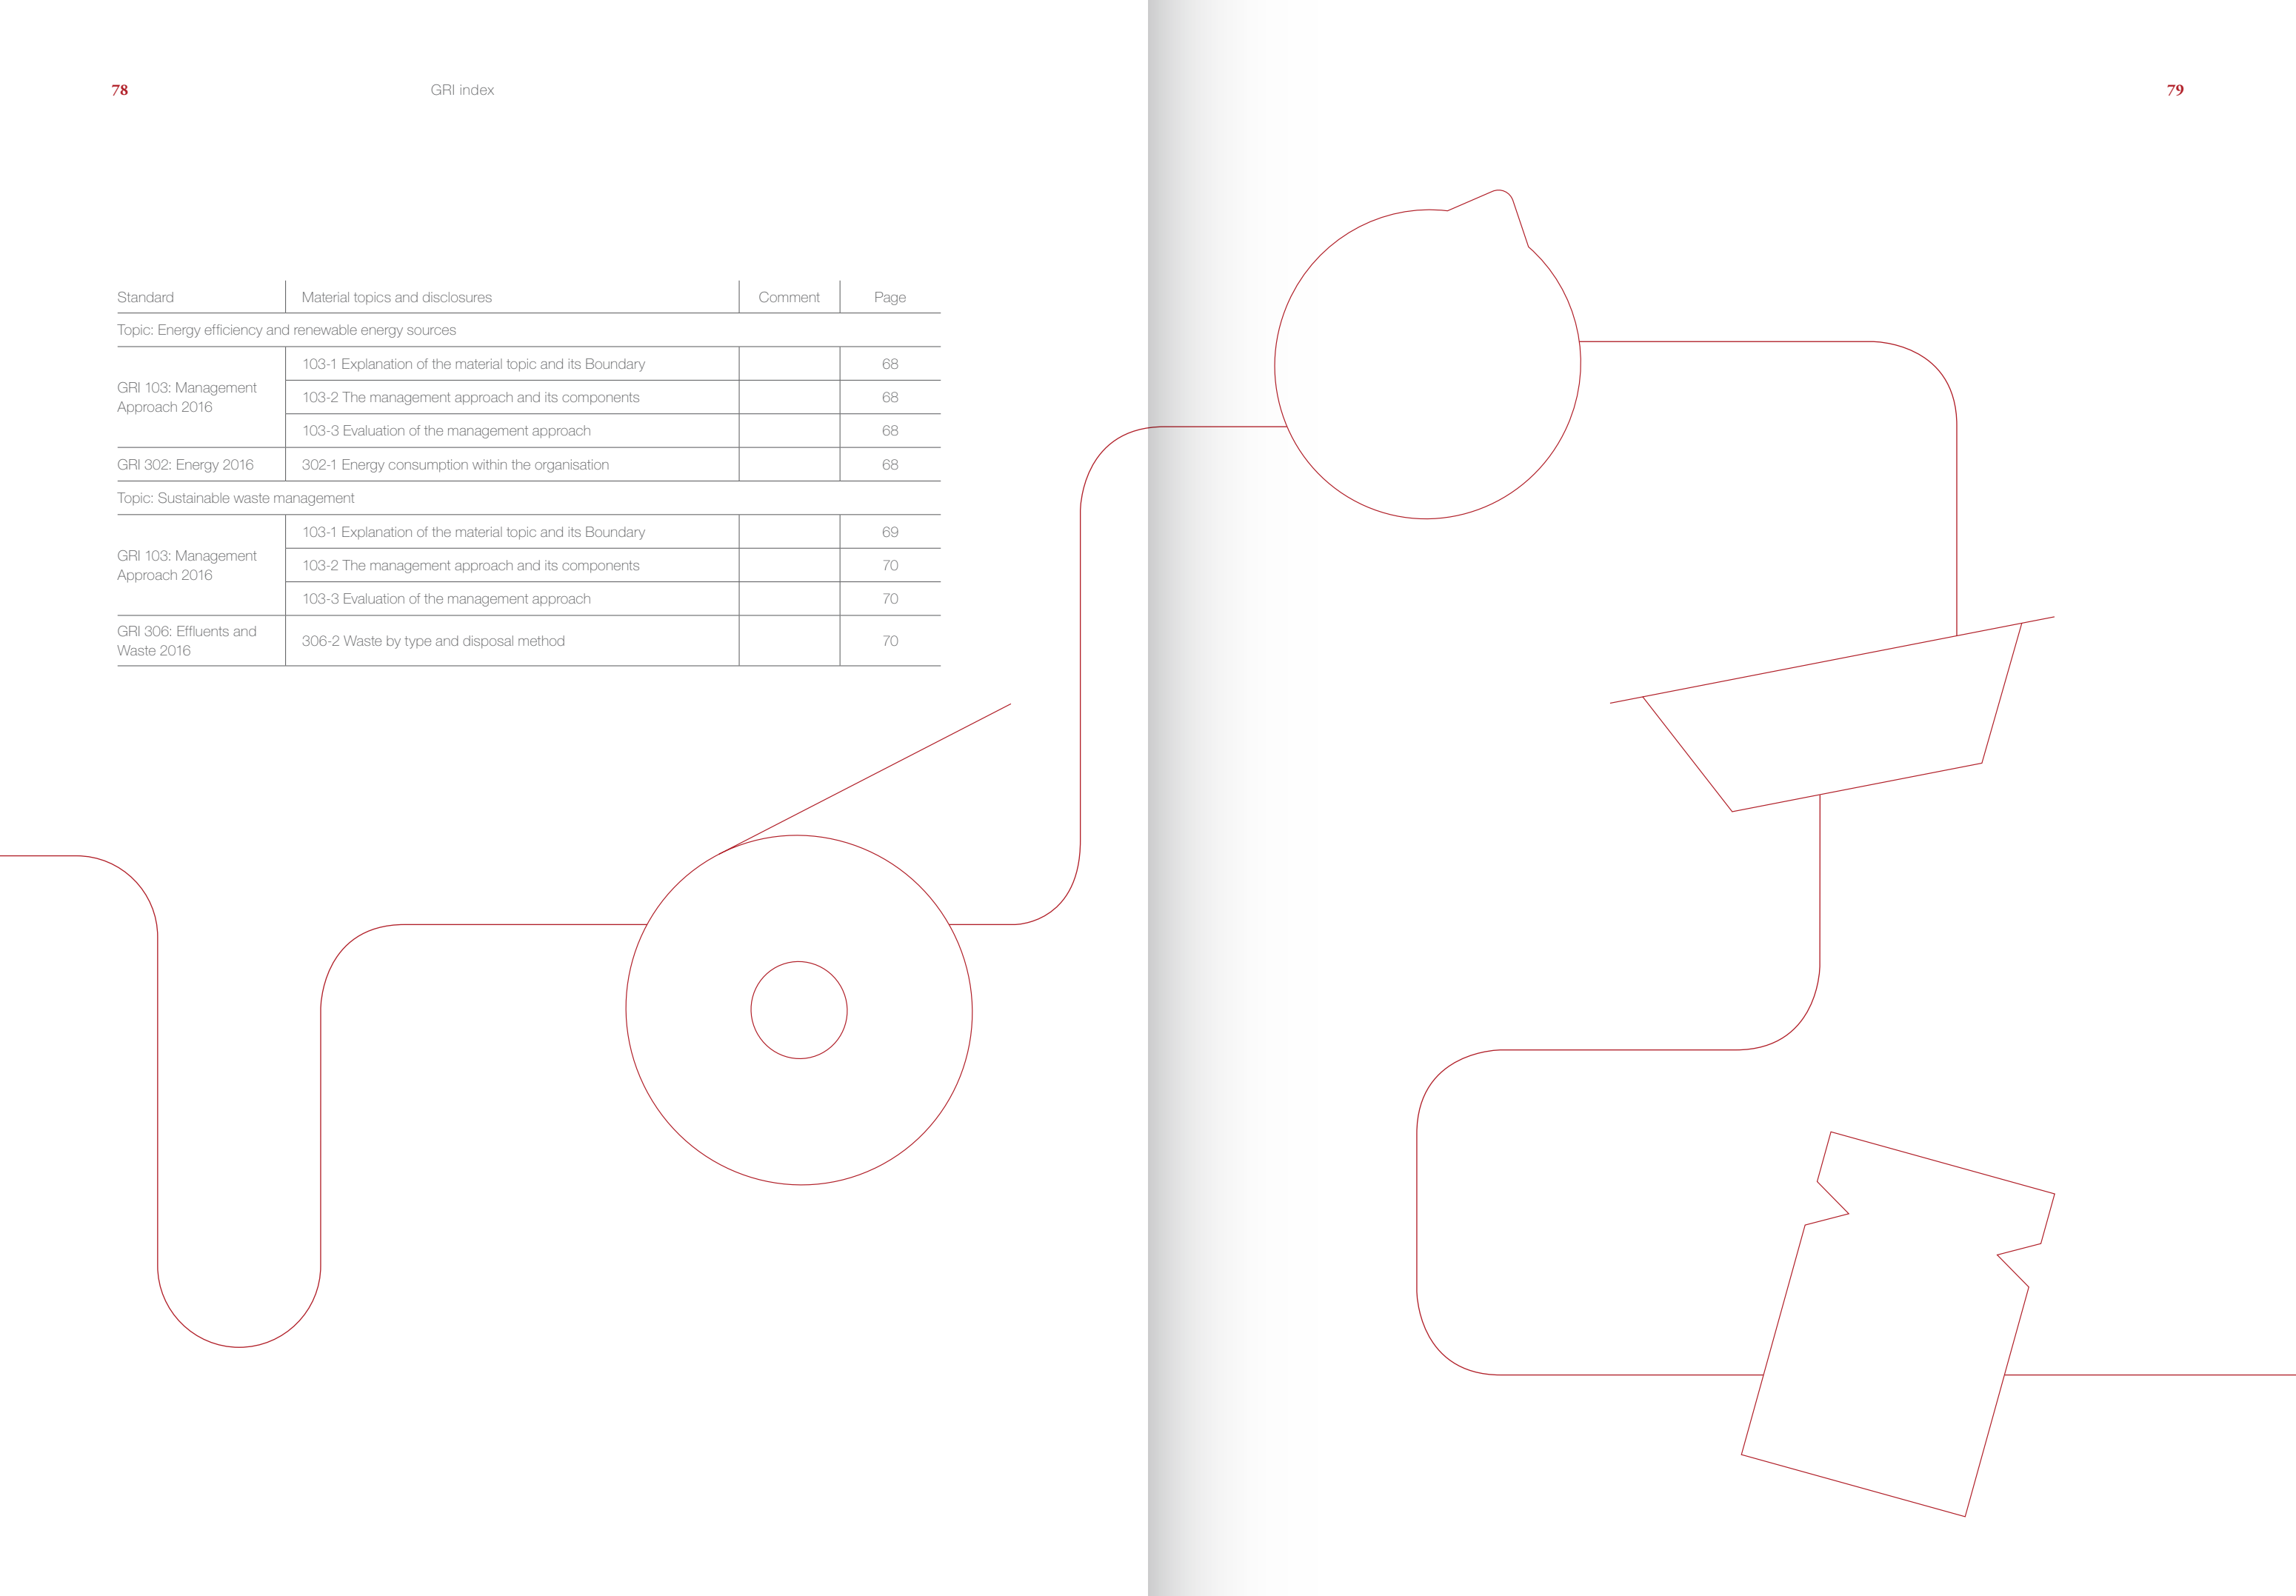 78
GRI index
79
Standard
Material topics and disclosures
Comment
Page
Topic: Energy efficiency and renewable energy sources
GRI 103: Management
Approach 2016
103-1 Explanation of the material topic and its Boundary
68
103-2 The management approach and its components
68
103-3 Evaluation of the management approach
68
GRI 302: Energy 2016
302-1 Energy consumption within the organisation
68
Topic: Sustainable waste management
GRI 103: Management
Approach 2016
103-1 Explanation of the material topic and its Boundary
69
103-2 The management approach and its components
70
103-3 Evaluation of the management approach
70
GRI 306: Effluents and
Waste 2016
306-2 Waste by type and disposal method
70